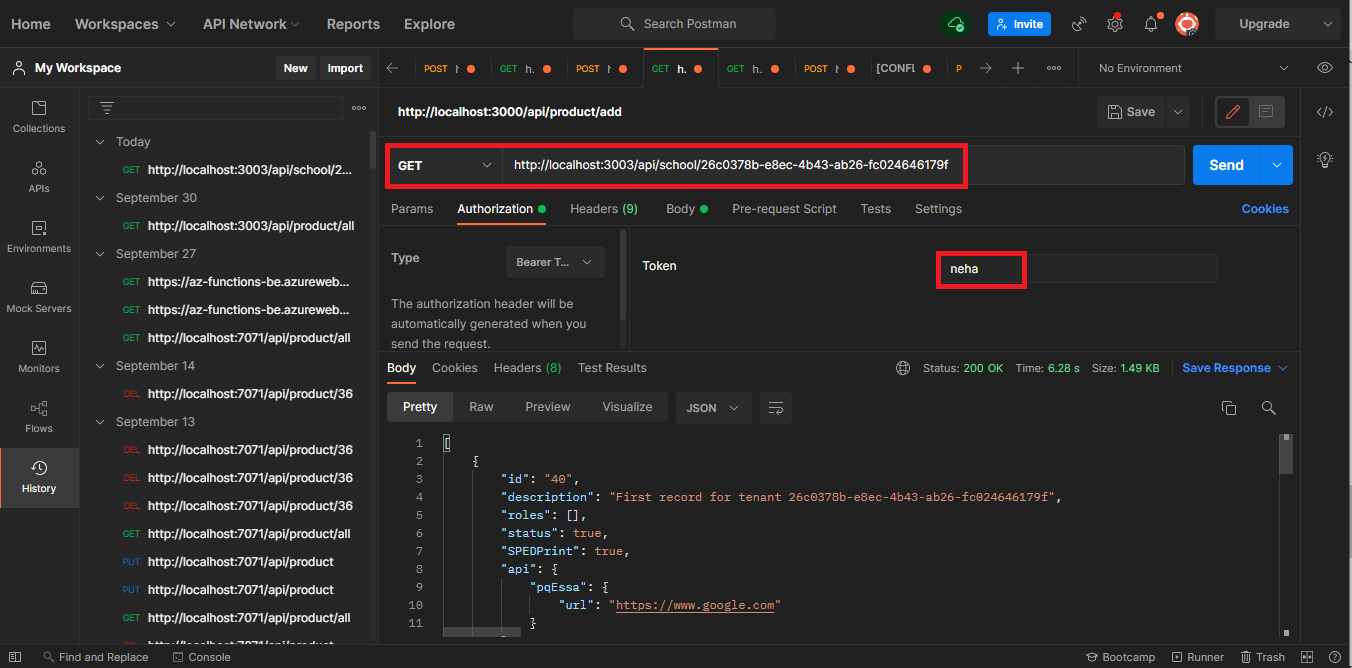 Home Workspaces API Network Reports Explore Search Postman Invite Upgrade
My Workspace New Import POST h GET h. POST h GET h. GET h.. POST h [CONFL P No Environment
http://localhost:3000/api/product/add Save
Collections
APIs
Environments
Mock Servers
Monitors
Flows
History
Today
GET http://localhost:3003/api/school/2...
September 30
GET http://localhost:3003/api/product/all
September 27
GET https://az-functions-be.azureweb...
GET https://az-functions-be.azureweb...
GET http://localhost:7071/api/product/all
September 14
DEL http://localhost:7071/api/product/36
September 13
DEL http://localhost:7071/api/product/36
DEL http://localhost:7071/api/product/36
DEL http://localhost:7071/api/product/36
GET http://localhost:7071/api/product/all
PUT http://localhost:7071/api/product
PUT http://localhost:7071/api/product
GET http://localhost:7071/api/product/all
GET http://localhost:3003/api/school/26c0378b-e8ec-4b43-ab26-fc024646179f Send
Params Authorization Headers (9) Body Pre-request Script Tests Settings Cookies
Type Bearer T...
The authorization header will be
automatically generated when you
send the request.
Token neha
Body Cookies Headers (8) Test Results Status: 200 OK Time: 6.28 s Size: 1.49 KB Save Response
Pretty Raw Preview Visualize JSON
1 [
2 {
3 "id": "40",
4 "description": "First record for tenant 26c0378b-e8ec-4b43-ab26-fc024646179f",
5 "roles": [],
6 "status": true,
7 "SPEDPrint": true,
8 "api": {
9 "pqEssa": {
10 "url": "https://www.google.com"
11 }
Find and Replace Console Bootcamp Runner Trash